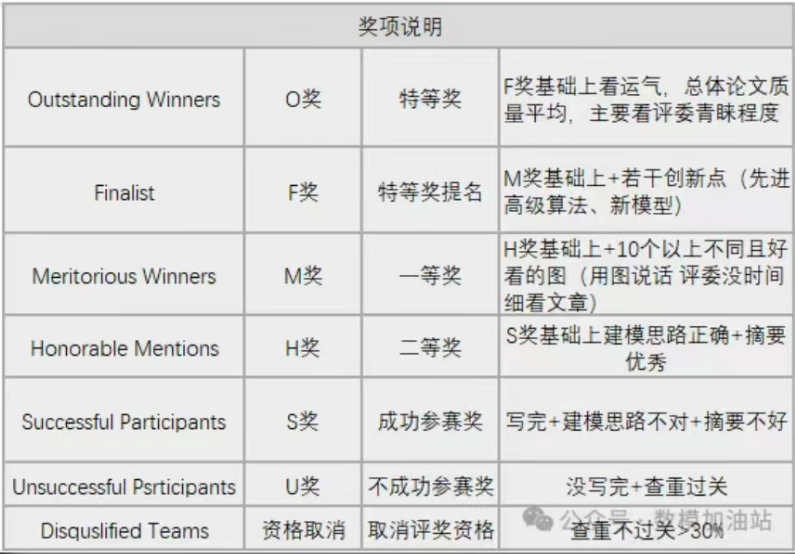 奖项说明
Outstanding Winners
O奖
特等奖
F奖基础上看运气，总体论文质
量平均，主要看评委青睐程度
Finalist
F奖
特等奖提名
M奖基础上+若干创新点（先进
高级算法、新模型）
Meritorious Winners
M奖
一等奖
H奖基础上+10个以上不同且好
看的图（用图说话 评委没时间
细看文章）
Honorable Mentions
H奖
二等奖
S奖基础上建模思路正确+摘要
优秀
Successful Participants
S奖
成功参赛奖
写完+建模思路不对+摘要不好
Unsuccessful Psrticipants
U奖
不成功参赛奖
没写完+查重过关
Disquslified Teams
资格取消
取消评奖资格
查重不过关>30%
公众号·数模加油站